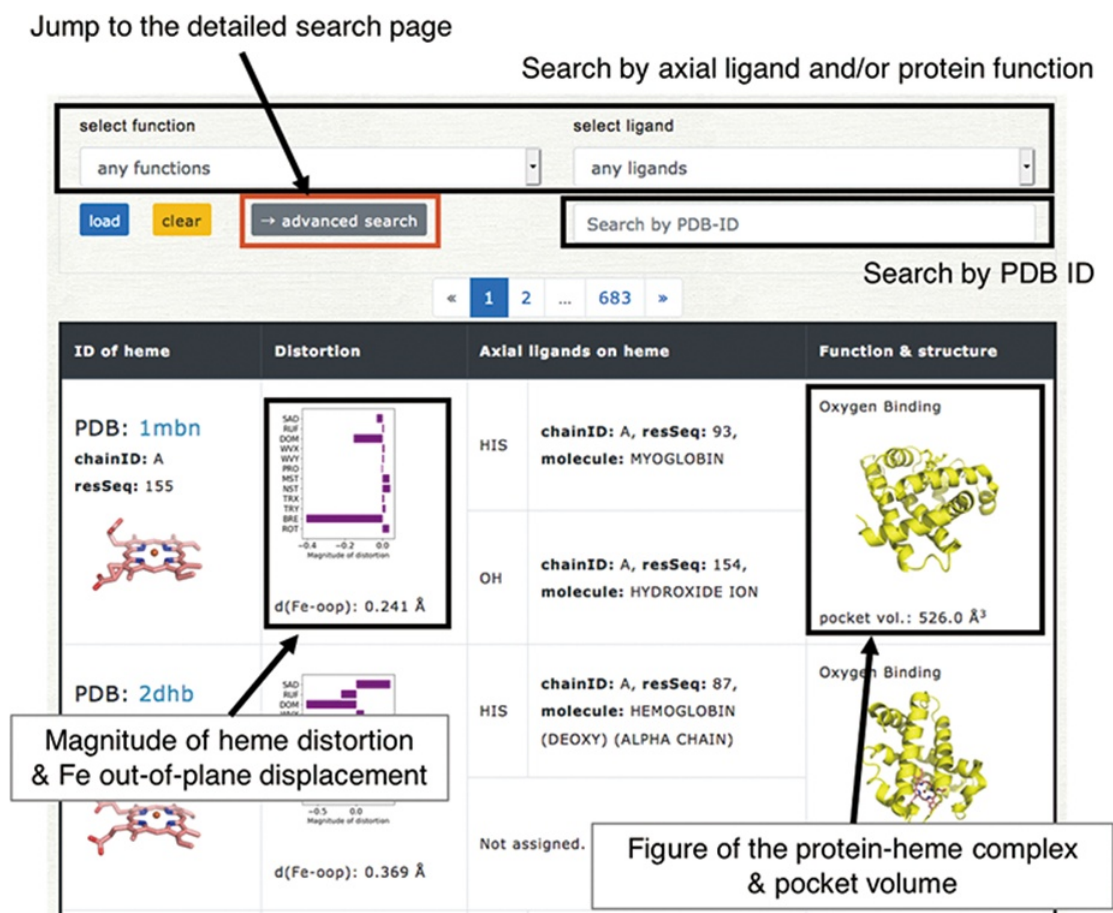 Jump to the detailed search page
Search by axial ligand and/or protein function
select function
select ligand
any functions
any ligands
load
clear
→ advanced search
Search by PDB-ID
Search by PDB ID
«
1
2
...
683
»
ID of heme
Distortion
Axial ligands on heme
Function & structure
PDB: 1mbn
chainID: A
resSeq: 155
SAD
RUF
DOM
WVX
WVY
PRO
MST
NST
TRX
TRY
BRE
ROT
−0.4 −0.2 0.0
Magnitude of distortion
d(Fe-oop): 0.241 Å
HIS
chainID: A, resSeq: 93,
molecule: MYOGLOBIN
OH
chainID: A, resSeq: 154,
molecule: HYDROXIDE ION
Oxygen Binding
pocket vol.: 526.0 Å³
PDB: 2dhb
SAD
RUF
DOM
−0.5 0.0
Magnitude of distortion
d(Fe-oop): 0.369 Å
HIS
chainID: A, resSeq: 87,
molecule: HEMOGLOBIN
(DEOXY) (ALPHA CHAIN)
Not assigned.
Oxygen Binding
Magnitude of heme distortion
& Fe out-of-plane displacement
Figure of the protein-heme complex
& pocket volume